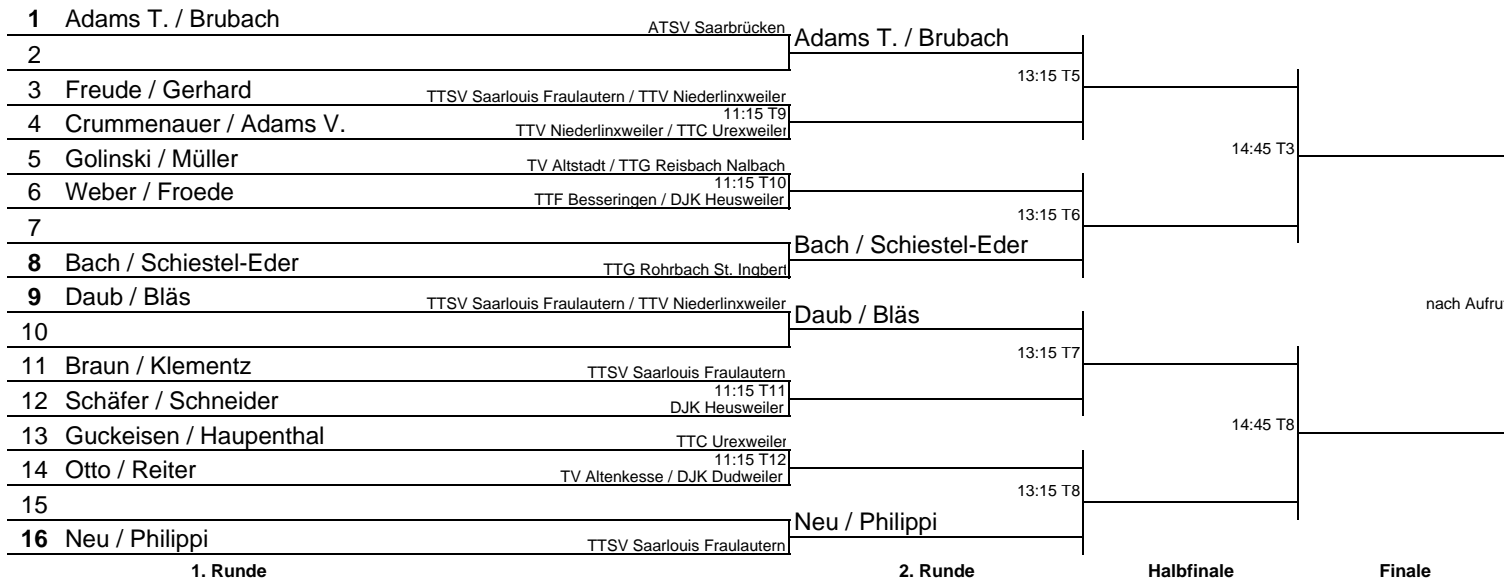 1 Adams T. / Brubach ATSV Saarbrücken
Adams T. / Brubach
2
13:15 T5
3 Freude / Gerhard TTSV Saarlouis Fraulautern / TTV Niederlinxweiler
11:15 T9
4 Crummenauer / Adams V. TTV Niederlinxweiler / TTC Urexweiler
14:45 T3
5 Golinski / Müller TV Altstadt / TTG Reisbach Nalbach
11:15 T10
6 Weber / Froede TTF Besseringen / DJK Heusweiler
13:15 T6
7
Bach / Schiestel-Eder
8 Bach / Schiestel-Eder TTG Rohrbach St. Ingbert
9 Daub / Bläs TTSV Saarlouis Fraulautern / TTV Niederlinxweiler
nach Aufruf
Daub / Bläs
10
13:15 T7
11 Braun / Klementz TTSV Saarlouis Fraulautern
11:15 T11
12 Schäfer / Schneider DJK Heusweiler
14:45 T8
13 Guckeisen / Haupenthal TTC Urexweiler
11:15 T12
14 Otto / Reiter TV Altenkesse / DJK Dudweiler
13:15 T8
15
Neu / Philippi
16 Neu / Philippi TTSV Saarlouis Fraulautern
1. Runde 2. Runde Halbfinale Finale